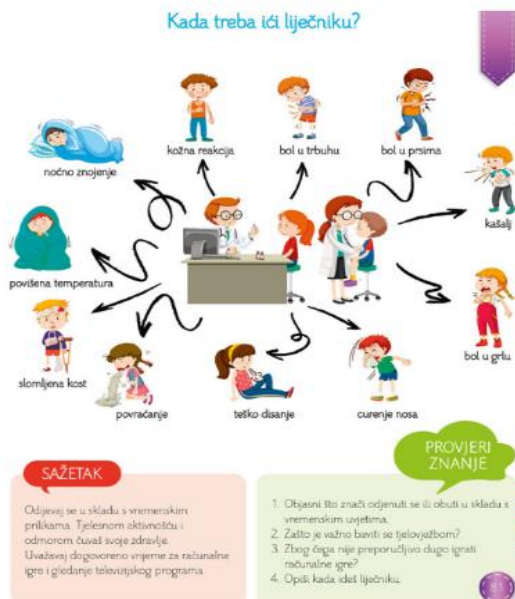 Kada treba ići liječniku?
kožna reakcija
bol u trbuhu
bol u prsima
noćno znojenje
kašalj
povišena temperatura
bol u grlu
slomljena kost
povraćanje
teško disanje
curenje nosa
SAŽETAK
Odijevaj se u skladu s vremenskim
prilikama. Tjelesnom aktivnošću i
odmorom čuvaš svoje zdravlje.
Uvažavaj dogovoreno vrijeme za računalne
igre i gledanje televizijskog programa.
PROVJERI
ZNANJE
1. Objasni što znači odjenuti se ili obuti u skladu s
vremenskim uvjetima.
2. Zašto je važno baviti se tjelovježbom?
3. Zbog čega nije preporučljivo dugo igrati
računalne igre?
4. Opiši kada ideš liječniku.
81